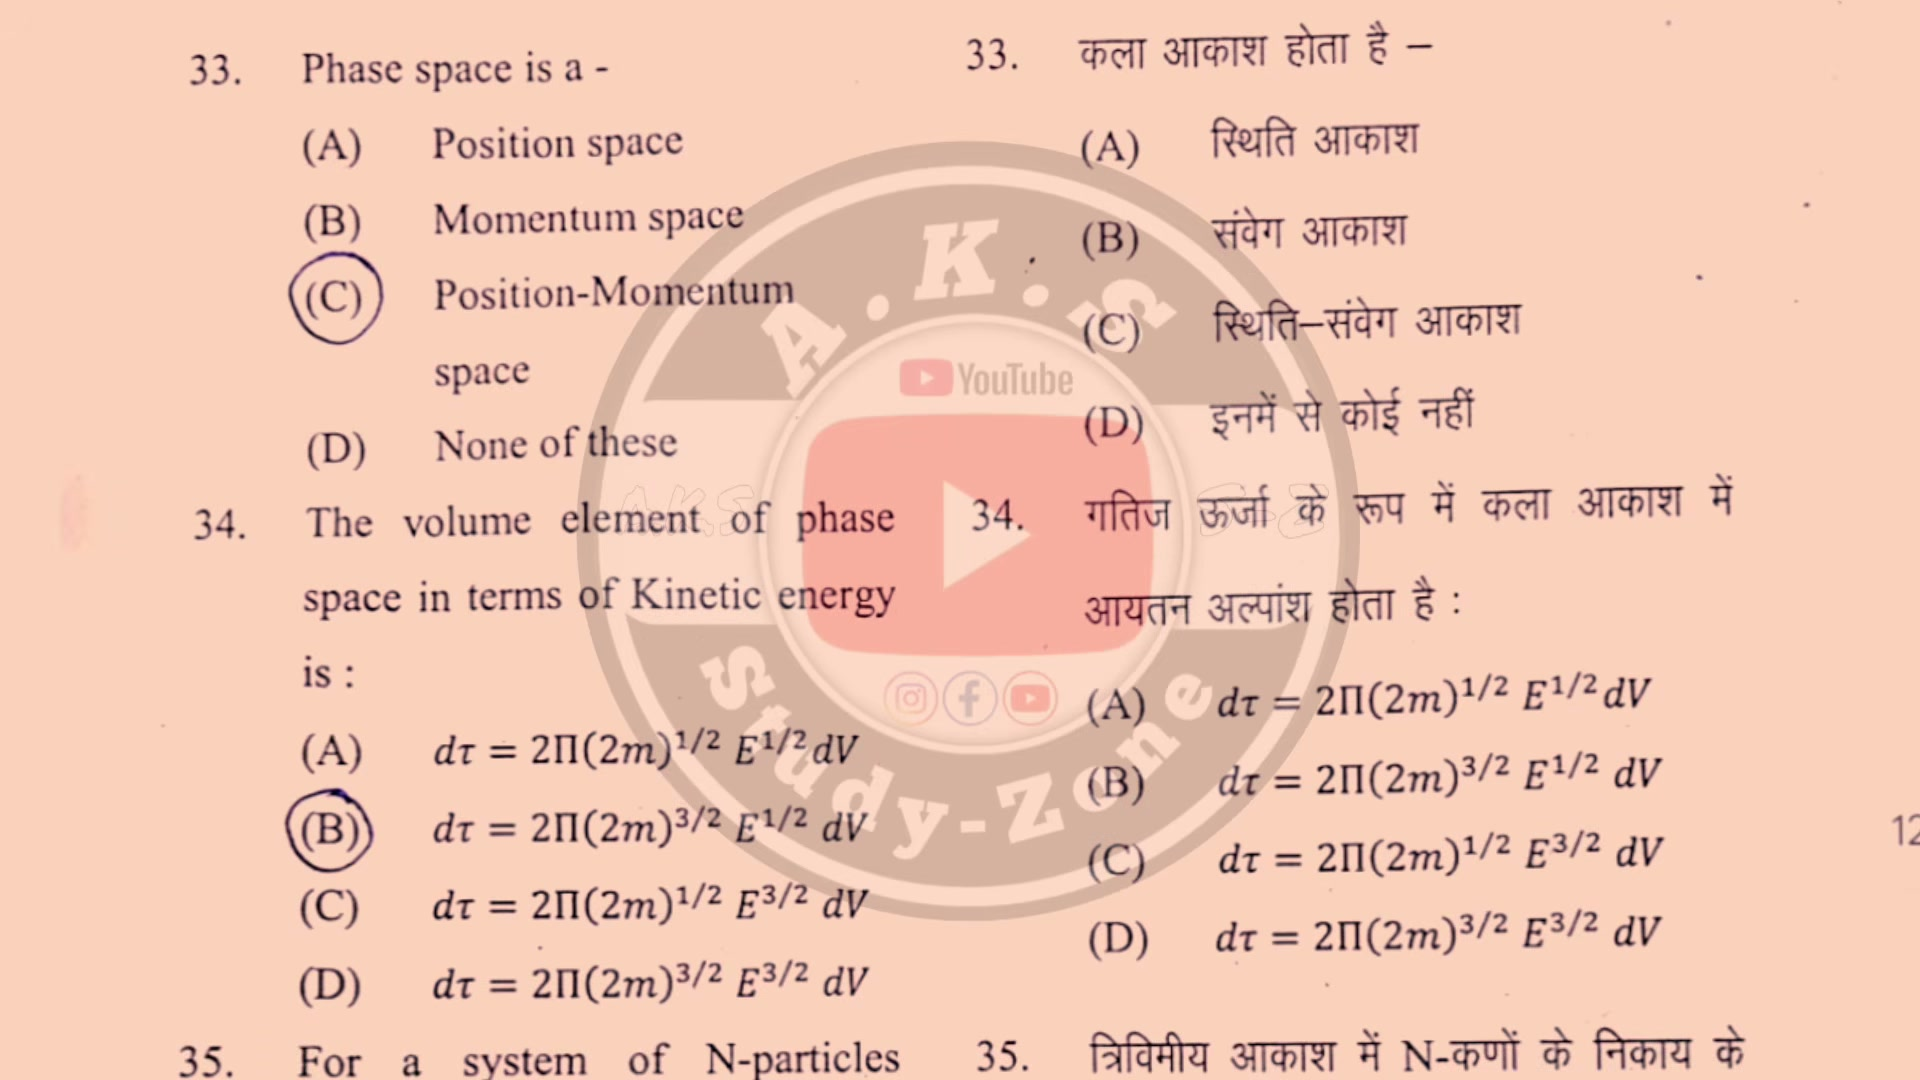 33. Phase space is a -
(A) Position space
(B) Momentum space
(C) Position-Momentum
space
(D) None of these
34. The volume element of phase
space in terms of Kinetic energy
is :
(A) dτ = 2Π(2m)^1/2 E^1/2 dV
(B) dτ = 2Π(2m)^3/2 E^1/2 dV
(C) dτ = 2Π(2m)^1/2 E^3/2 dV
(D) dτ = 2Π(2m)^3/2 E^3/2 dV
35. For a system of N-particles
33. कला आकाश होता है –
(A) स्थिति आकाश
(B) संवेग आकाश
(C) स्थिति–संवेग आकाश
(D) इनमें से कोई नहीं
34. गतिज ऊर्जा के रूप में कला आकाश में
आयतन अल्पांश होता है :
(A) dτ = 2Π(2m)^1/2 E^1/2 dV
(B) dτ = 2Π(2m)^3/2 E^1/2 dV
(C) dτ = 2Π(2m)^1/2 E^3/2 dV
(D) dτ = 2Π(2m)^3/2 E^3/2 dV
35. त्रिविमीय आकाश में N-कणों के निकाय के
12
A.K.S
YouTube
AKS S-Z
Study-Zone